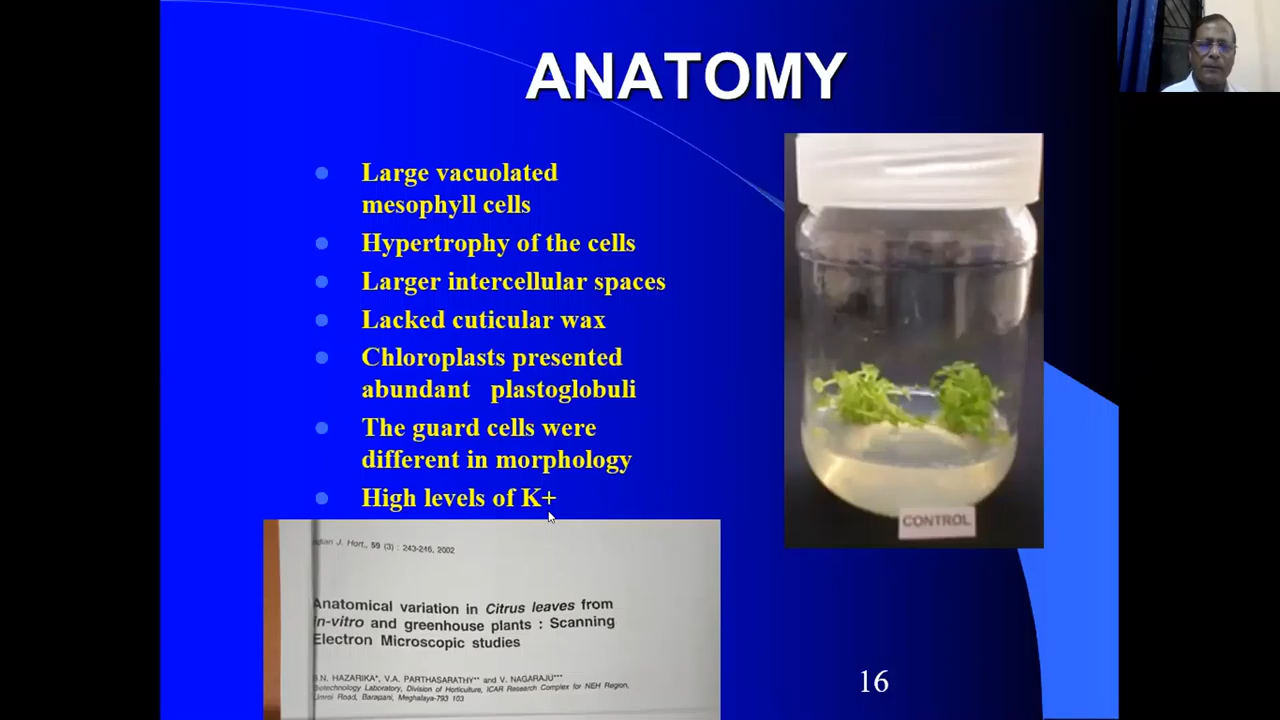 ANATOMY
Large vacuolated
mesophyll cells
Hypertrophy of the cells
Larger intercellular spaces
Lacked cuticular wax
Chloroplasts presented
abundant plastoglobuli
The guard cells were
different in morphology
High levels of K+
CONTROL
J. Hort., 59 (3) : 243-246, 2002
Anatomical variation in Citrus leaves from
in-vitro and greenhouse plants : Scanning
Electron Microscopic studies
HAZARIKA*, V.A. PARTHASARATHY** and V. NAGARAJU***
Biotechnology Laboratory, Division of Horticulture, ICAR Research Complex for NEH Region,
Umroi Road, Barapani, Meghalaya-793 103
16